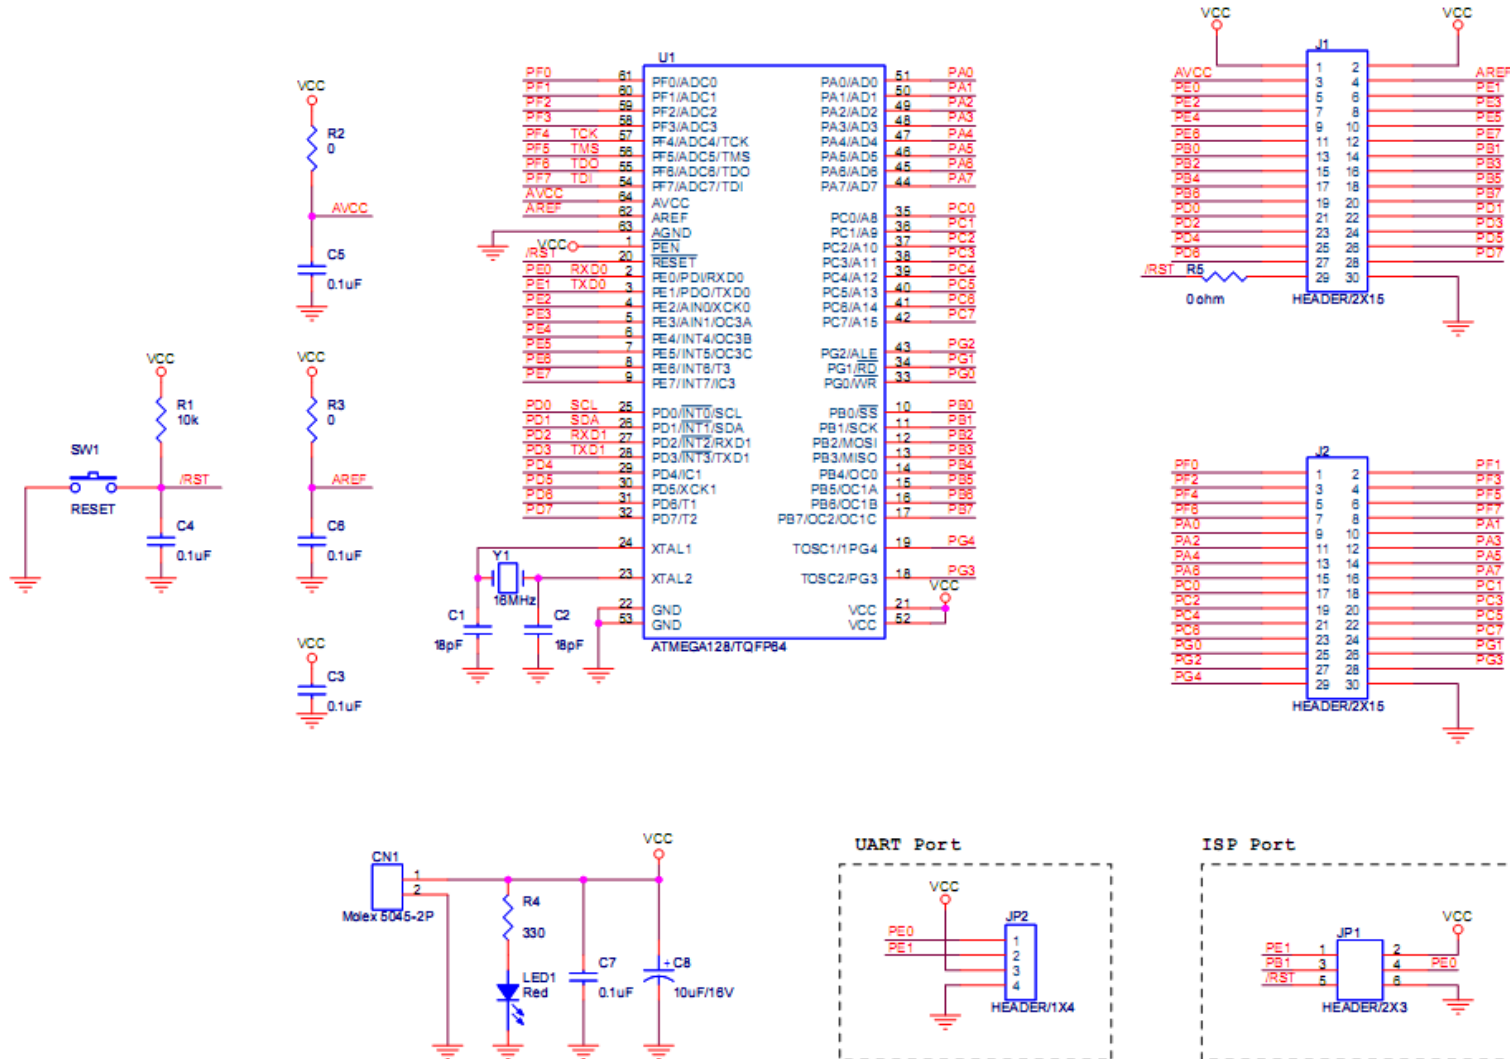 VCC
R2
0
AVCC
C5
0.1uF
VCC
R1
10k
SW1
/RST
RESET
C4
0.1uF
VCC
R3
0
AREF
C6
0.1uF
VCC
C3
0.1uF
U1
PF0 61 PF0/ADC0 PA0/AD0 51 PA0
PF1 60 PF1/ADC1 PA1/AD1 50 PA1
PF2 59 PF2/ADC2 PA2/AD2 49 PA2
PF3 58 PF3/ADC3 PA3/AD3 48 PA3
PF4 TCK 57 PF4/ADC4/TCK PA4/AD4 47 PA4
PF5 TMS 56 PF5/ADC5/TMS PA5/AD5 46 PA5
PF6 TDO 55 PF6/ADC6/TDO PA6/AD6 45 PA6
PF7 TDI 54 PF7/ADC7/TDI PA7/AD7 44 PA7
AVCC 64 AVCC
AREF 62 AREF PC0/A8 35 PC0
63 AGND PC1/A9 36 PC1
VCC 1 PEN PC2/A10 37 PC2
/RST 20 RESET PC3/A11 38 PC3
PE0 RXD0 2 PE0/PDI/RXD0 PC4/A12 39 PC4
PE1 TXD0 3 PE1/PDO/TXD0 PC5/A13 40 PC5
PE2 4 PE2/AIN0/XCK0 PC6/A14 41 PC6
PE3 5 PE3/AIN1/OC3A PC7/A15 42 PC7
PE4 6 PE4/INT4/OC3B
PE5 7 PE5/INT5/OC3C PG2/ALE 43 PG2
PE6 8 PE6/INT6/T3 PG1/RD 34 PG1
PE7 9 PE7/INT7/IC3 PG0/WR 33 PG0
PD0 SCL 25 PD0/INT0/SCL PB0/SS 10 PB0
PD1 SDA 26 PD1/INT1/SDA PB1/SCK 11 PB1
PD2 RXD1 27 PD2/INT2/RXD1 PB2/MOSI 12 PB2
PD3 TXD1 28 PD3/INT3/TXD1 PB3/MISO 13 PB3
PD4 29 PD4/IC1 PB4/OC0 14 PB4
PD5 30 PD5/XCK1 PB5/OC1A 15 PB5
PD6 31 PD6/T1 PB6/OC1B 16 PB6
PD7 32 PD7/T2 PB7/OC2/OC1C 17 PB7
24 XTAL1 TOSC1/1PG4 19 PG4
Y1
16MHz
23 XTAL2 TOSC2/PG3 18 PG3
VCC
22 GND VCC 21
53 GND VCC 52
C1
18pF
C2
18pF
ATMEGA128/TQFP64
VCC VCC
J1
1 2
AVCC 3 4 AREF
PE0 5 6 PE1
PE2 7 8 PE3
PE4 9 10 PE5
PE6 11 12 PE7
PB0 13 14 PB1
PB2 15 16 PB3
PB4 17 18 PB5
PB6 19 20 PB7
PD0 21 22 PD1
PD2 23 24 PD3
PD4 25 26 PD5
PD6 27 28 PD7
/RST R5 29 30
0 ohm
HEADER/2X15
J2
PF0 1 2 PF1
PF2 3 4 PF3
PF4 5 6 PF5
PF6 7 8 PF7
PA0 9 10 PA1
PA2 11 12 PA3
PA4 13 14 PA5
PA6 15 16 PA7
PC0 17 18 PC1
PC2 19 20 PC3
PC4 21 22 PC5
PC6 23 24 PC7
PG0 25 26 PG1
PG2 27 28 PG3
PG4 29 30
HEADER/2X15
CN1
1
2
Molex 5045-2P
VCC
R4
330
LED1
Red
C7
0.1uF
+ C8
10uF/16V
UART Port
VCC
JP2
PE0 1
PE1 2
3
4
HEADER/1X4
ISP Port
VCC
JP1
PE1 1 2
PB1 3 4 PE0
/RST 5 6
HEADER/2X3